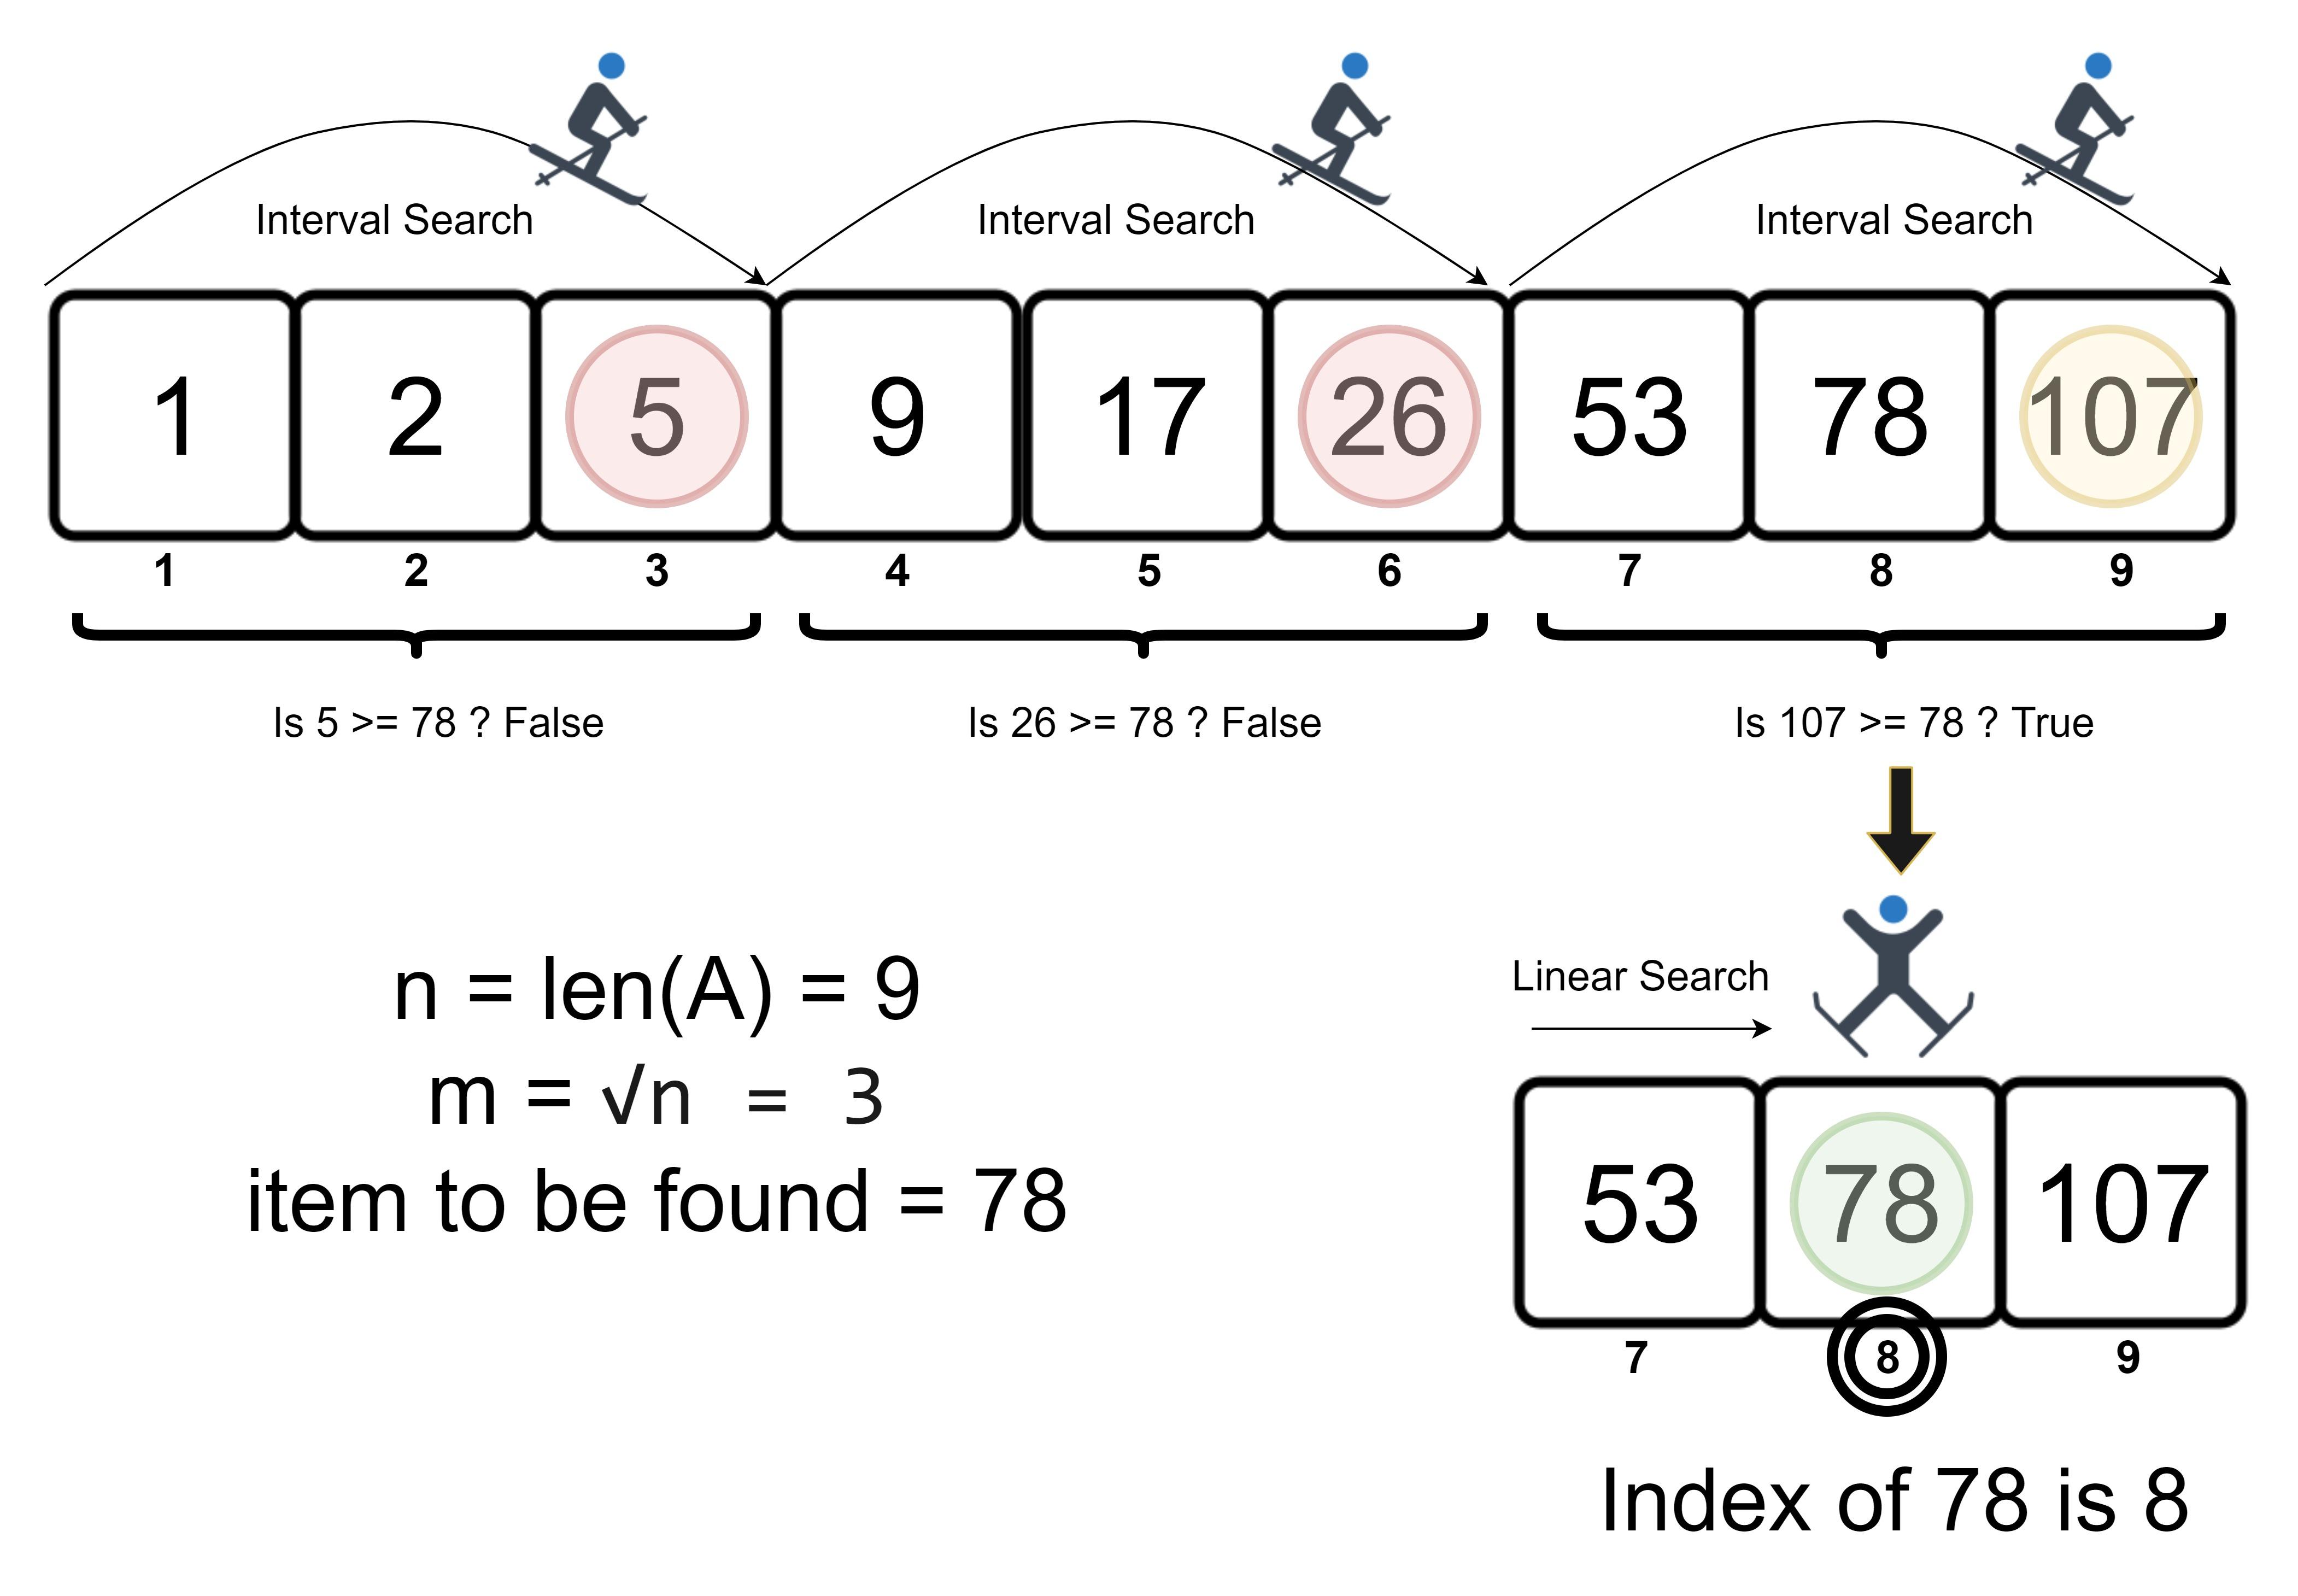 Interval Search Interval Search Interval Search
1 2 5 9 17 26 53 78 107
1 2 3 4 5 6 7 8 9
Is 5 >= 78 ? False Is 26 >= 78 ? False Is 107 >= 78 ? True
n = len(A) = 9
m = √n = 3
item to be found = 78
Linear Search
53 78 107
7 8 9
Index of 78 is 8